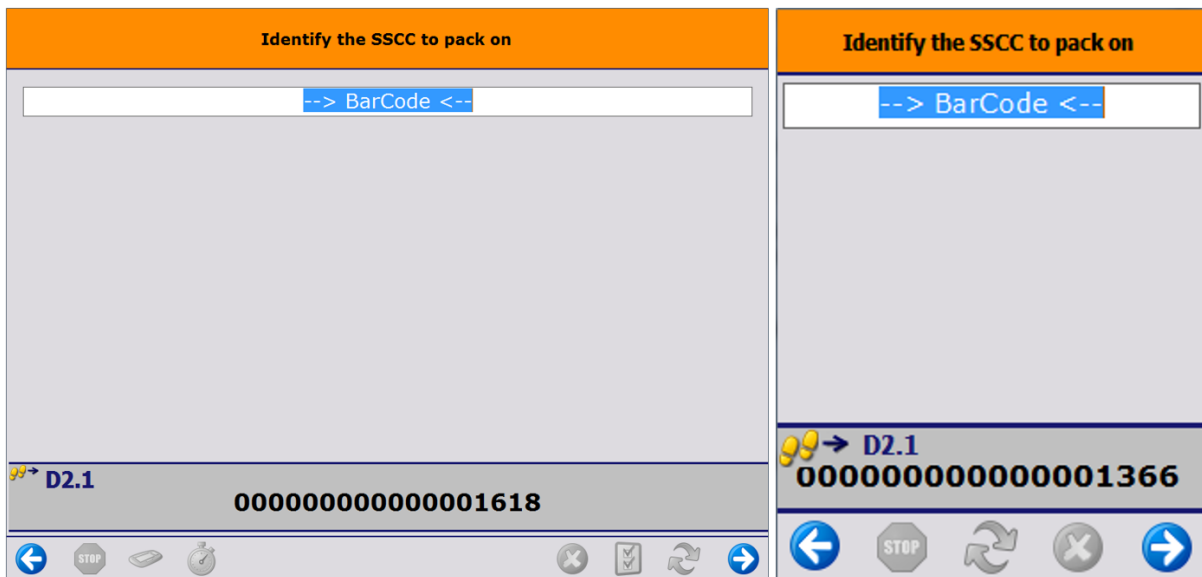 Identify the SSCC to pack on
--> BarCode <--
D2.1
000000000000001618
STOP
Identify the SSCC to pack on
--> BarCode <--
D2.1
000000000000001366
STOP